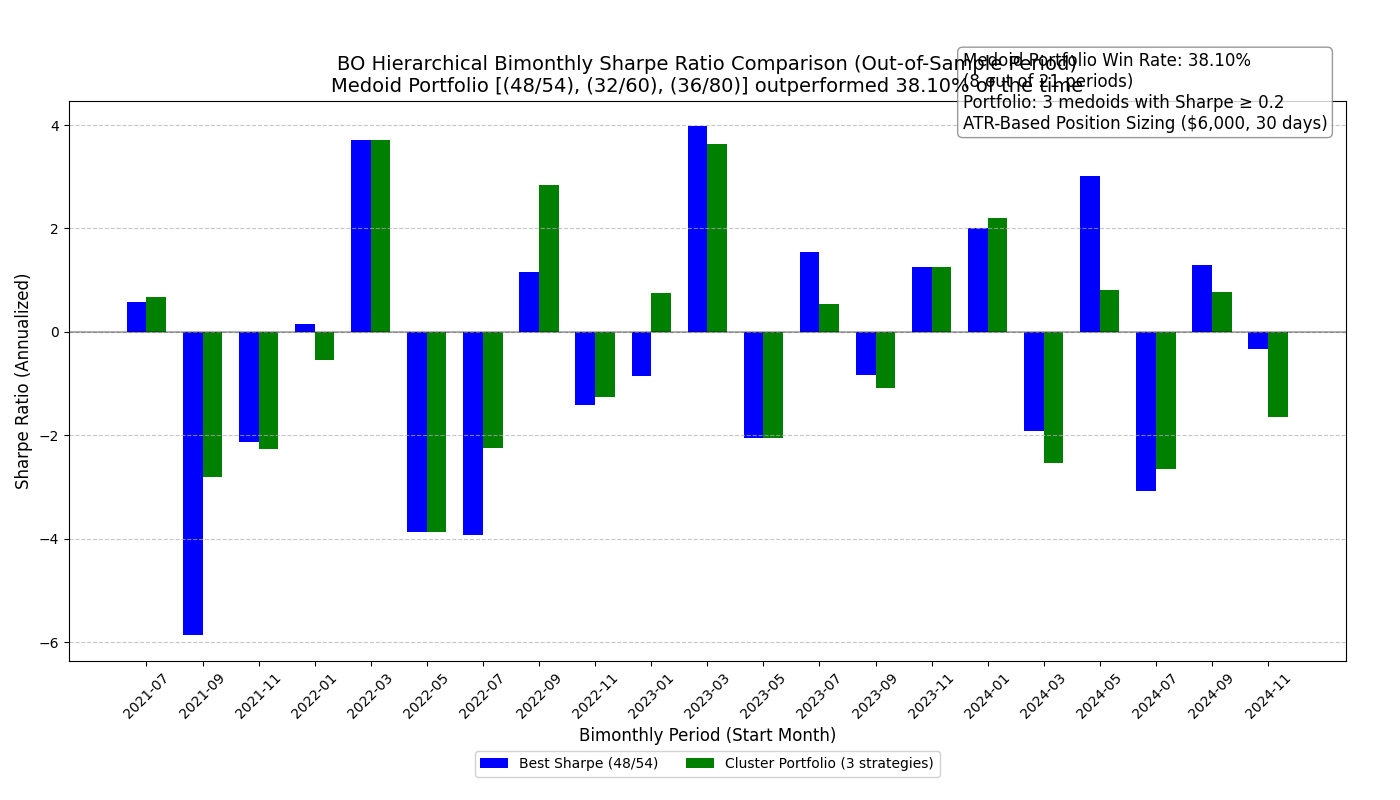 BO Hierarchical Bimonthly Sharpe Ratio Comparison (Out-of-Sample Period)
Medoid Portfolio [(48/54), (32/60), (36/80)] outperformed 38.10% of the time
Medoid Portfolio Win Rate: 38.10%
(8 out of 21 periods)
Portfolio: 3 medoids with Sharpe ≥ 0.2
ATR-Based Position Sizing ($6,000, 30 days)
Sharpe Ratio (Annualized)
4
2
0
−2
−4
−6
2021-07
2021-09
2021-11
2022-01
2022-03
2022-05
2022-07
2022-09
2022-11
2023-01
2023-03
2023-05
2023-07
2023-09
2023-11
2024-01
2024-03
2024-05
2024-07
2024-09
2024-11
Bimonthly Period (Start Month)
Best Sharpe (48/54)
Cluster Portfolio (3 strategies)